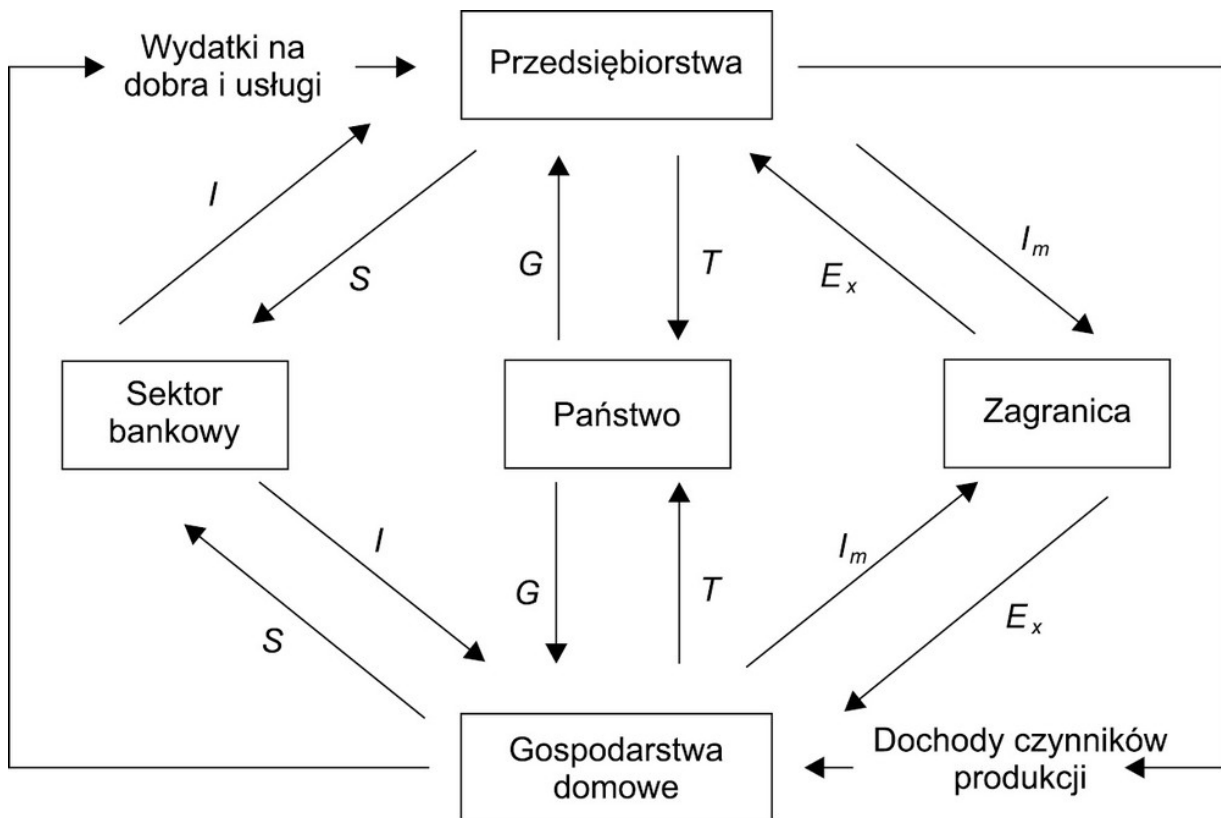 Wydatki na
dobra i usługi
Przedsiębiorstwa
I
S
G
T
Ex
Im
Sektor
bankowy
Państwo
Zagranica
I
S
G
T
Im
Ex
Gospodarstwa
domowe
Dochody czynników
produkcji